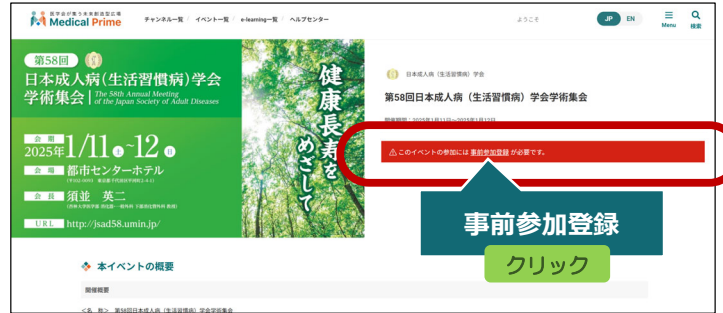 医学会が集う未来創造型広場
Medical Prime
チャンネル一覧 / イベント一覧 / e-learning一覧 / ヘルプセンター
ようこそ
JP EN
Menu
検索
第58回
日本成人病(生活習慣病)学会
学術集会 The 58th Annual Meeting
of the Japan Society of Adult Diseases
会 期
2025年1/11土~12日
会 場 都市センターホテル
会 長 須並 英二
URL http://jsad58.umin.jp/
健康長寿を
めざして
日本成人病（生活習慣病）学会
第58回日本成人病（生活習慣病）学会学術集会
開催期間：2025年1月11日～2025年1月12日
このイベントの参加には 事前参加登録 が必要です。
事前参加登録
クリック
本イベントの概要
開催概要
＜名 称＞ 第58回日本成人病（生活習慣病）学会学術集会